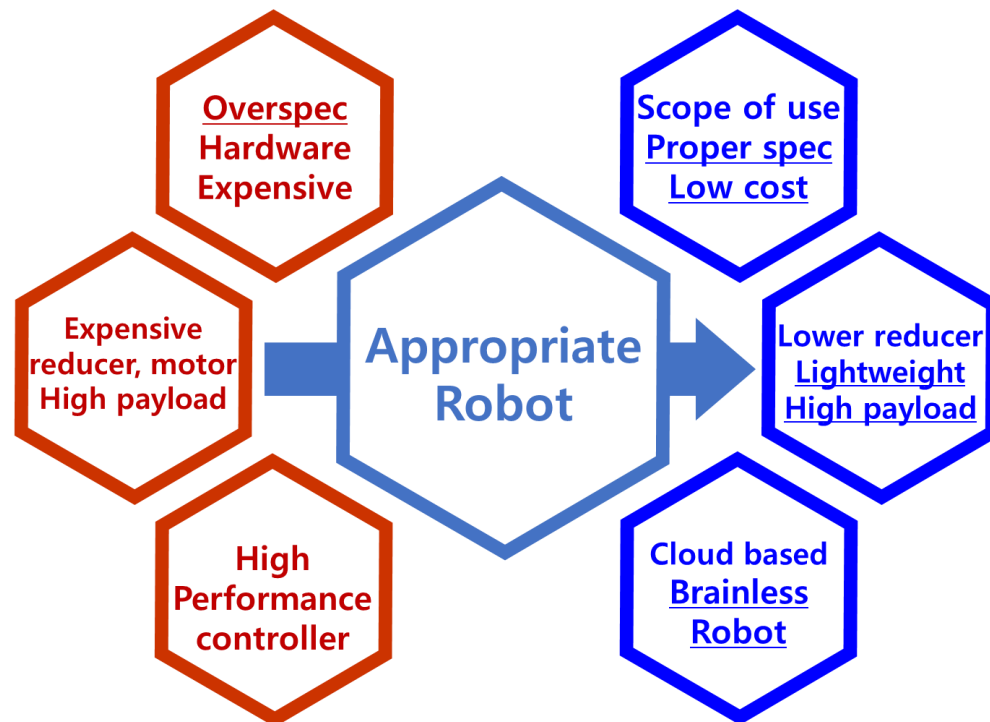 Overspec
Hardware
Expensive
Scope of use
Proper spec
Low cost
Expensive
reducer, motor
High payload
Appropriate
Robot
Lower reducer
Lightweight
High payload
High
Performance
controller
Cloud based
Brainless
Robot